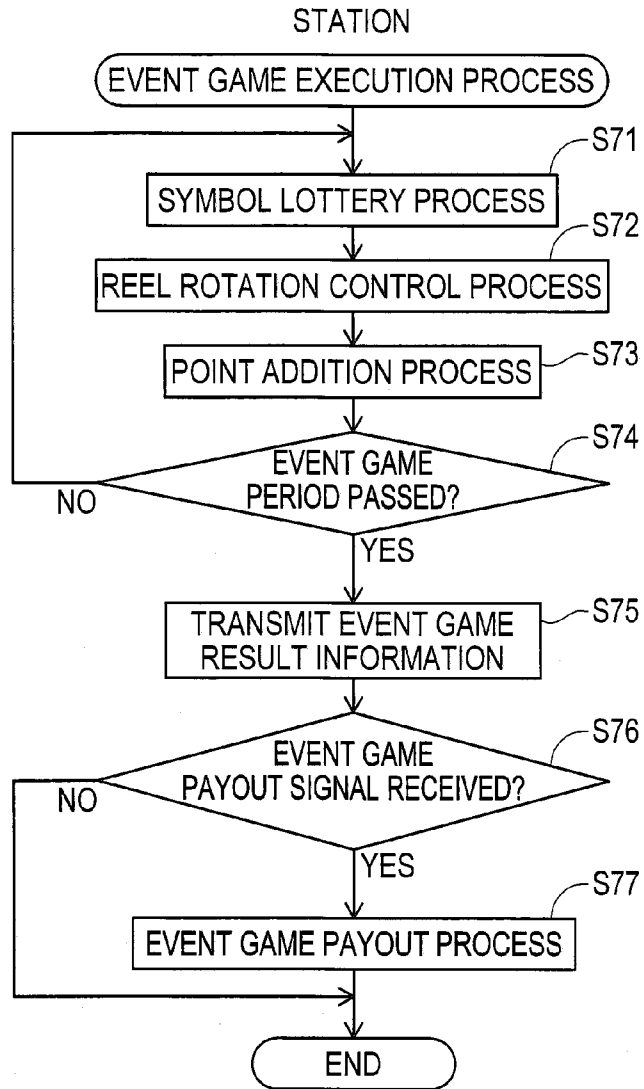 STATION
EVENT GAME EXECUTION PROCESS
S71
SYMBOL LOTTERY PROCESS
S72
REEL ROTATION CONTROL PROCESS
S73
POINT ADDITION PROCESS
S74
EVENT GAME
PERIOD PASSED?
NO
YES
S75
TRANSMIT EVENT GAME
RESULT INFORMATION
S76
EVENT GAME
PAYOUT SIGNAL RECEIVED?
NO
YES
S77
EVENT GAME PAYOUT PROCESS
END